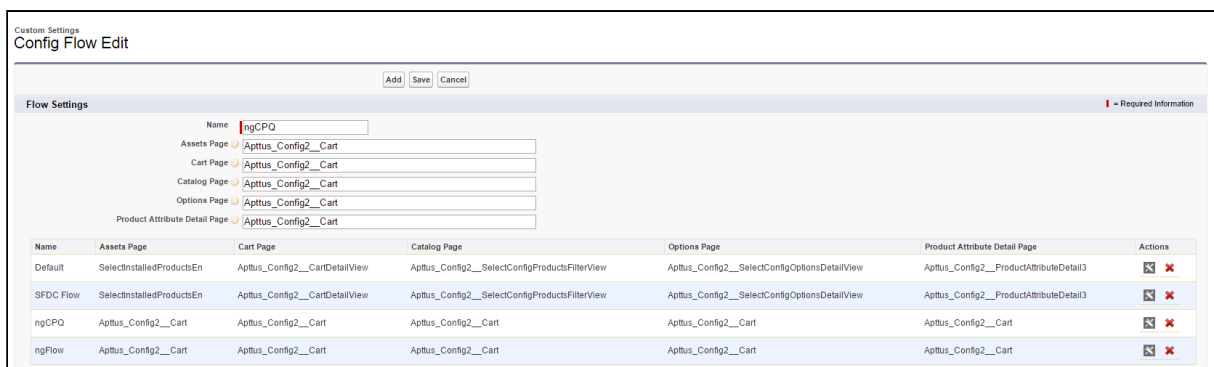 Custom Settings
Config Flow Edit
Add Save Cancel
Flow Settings
= Required Information
Name ngCPQ
Assets Page Apttus_Config2__Cart
Cart Page Apttus_Config2__Cart
Catalog Page Apttus_Config2__Cart
Options Page Apttus_Config2__Cart
Product Attribute Detail Page Apttus_Config2__Cart
Name Assets Page Cart Page Catalog Page Options Page Product Attribute Detail Page Actions
Default SelectInstalledProductsEn Apttus_Config2__CartDetailView Apttus_Config2__SelectConfigProductsFilterView Apttus_Config2__SelectConfigOptionsDetailView Apttus_Config2__ProductAttributeDetail3
SFDC Flow SelectInstalledProductsEn Apttus_Config2__CartDetailView Apttus_Config2__SelectConfigProductsFilterView Apttus_Config2__SelectConfigOptionsDetailView Apttus_Config2__ProductAttributeDetail3
ngCPQ Apttus_Config2__Cart Apttus_Config2__Cart Apttus_Config2__Cart Apttus_Config2__Cart Apttus_Config2__Cart
ngFlow Apttus_Config2__Cart Apttus_Config2__Cart Apttus_Config2__Cart Apttus_Config2__Cart Apttus_Config2__Cart